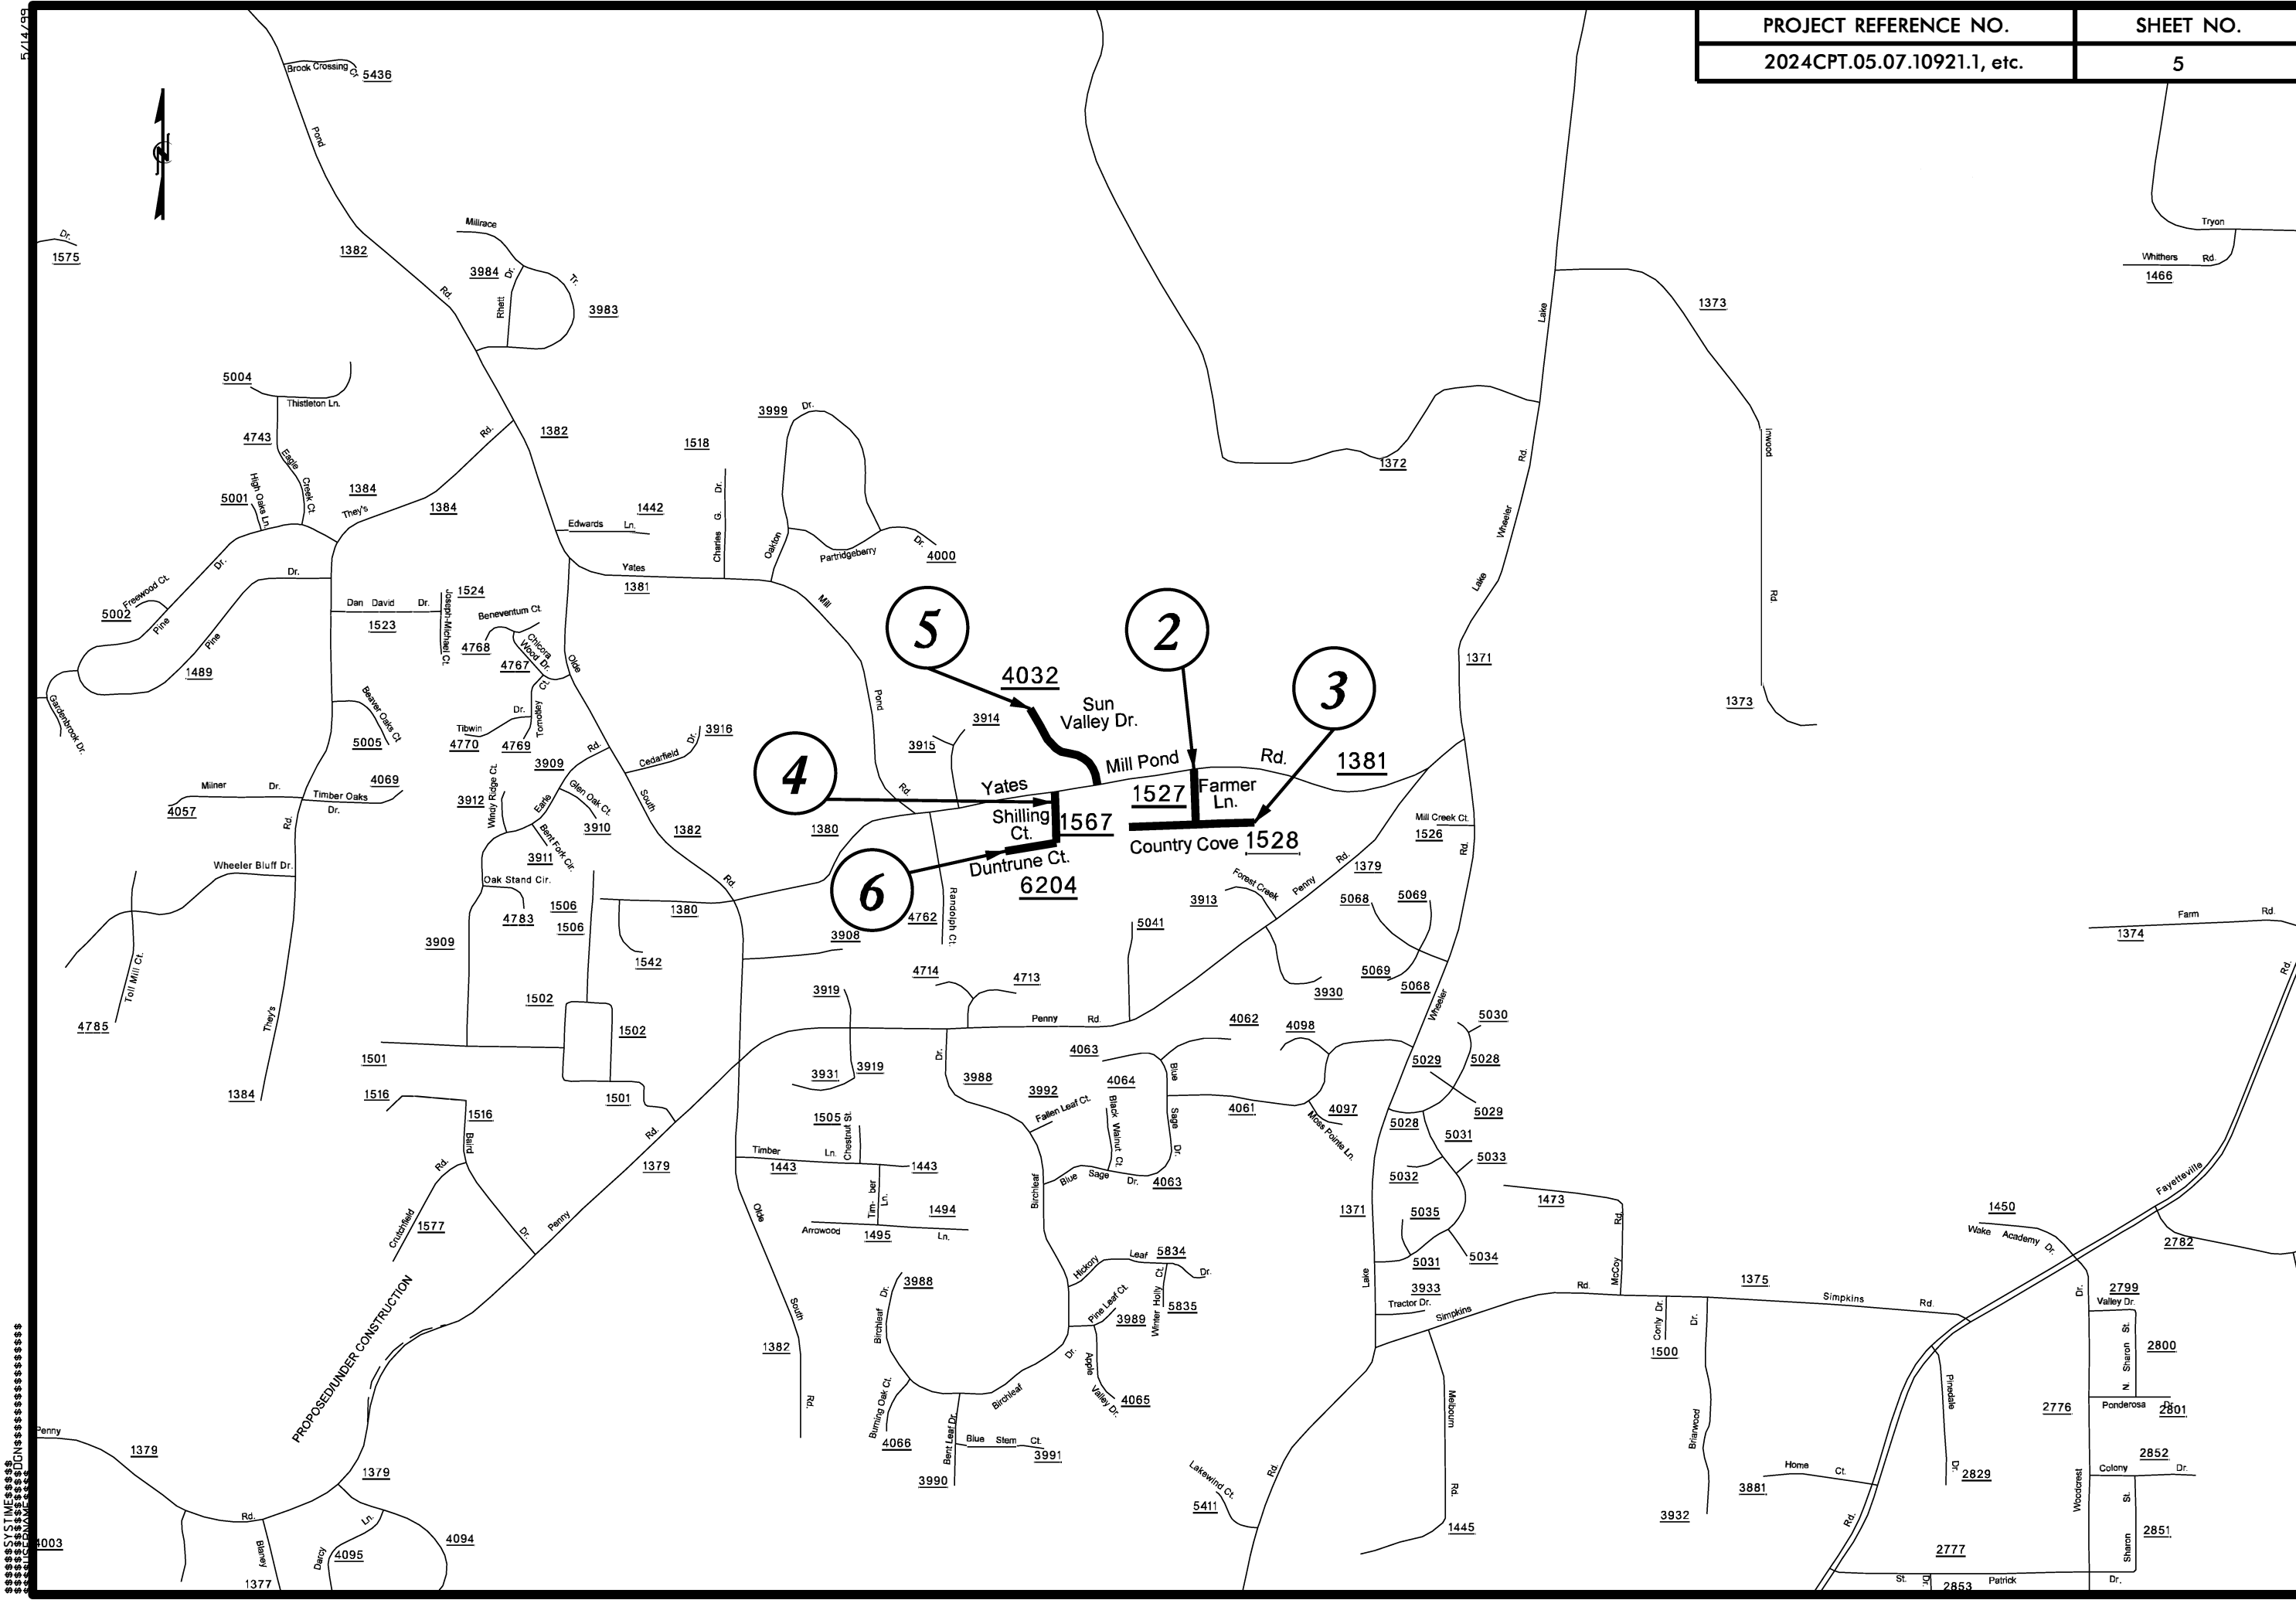 5/14/99
PROJECT REFERENCE NO.
SHEET NO.
2024CPT.05.07.10921.1, etc.
5
Brook Crossing Cr
5436
Pond
1382
Rd.
N
Dr.
1575
Millrace
Tr.
3984
Dr.
Rhett
3983
Tryon
Whithers Rd.
1466
Lake
1373
5004
Thistleton Ln.
4743
Eagle
Creek Ct.
High Oaks Ln.
5001
1384
They's
1384
Rd.
1382
1518
Charles G. Dr.
3999
Dr.
1442
Edwards Ln.
Oakton
Partridgeberry
Dr.
4000
1372
Rd.
Wheeler
Lake
Inwood
Rd.
1373
Yates
1381
Mill
Pond
Rd.
Freewood Ct.
5002
Dr.
Pine
Dr.
Pine
1489
Gardenbrook Dr.
Dan David Dr.
1523
1524
Joseph-Michael Ct.
Beneventum Ct.
4768
Chicora
Wood Dr.
4767
Olde
Ct.
Tomotley
Dr.
Tibwin
4770
4769
Beaver Oaks Ct
5005
3916
Cedarfield Dr.
3914
3915
5
2
3
4
6
4032
Sun
Valley Dr.
Yates
Mill Pond
Rd.
1381
1371
1527
Farmer
Ln.
Shilling
Ct.
1567
Country Cove
1528
Duntrune Ct.
6204
Milner Dr.
4057
4069
Timber Oaks
Dr.
Rd.
Wheeler Bluff Dr.
3909
Rd.
Windy Ridge Ct.
3912
Earle
Glen Oak Ct.
3910
Bent Fork Cir.
3911
South
1382
Rd.
1380
Oak Stand Cir.
4783
1506
1506
1380
3909
1542
3908
4762
Randolph Ct.
Mill Creek Ct.
1526
Rd.
Rd.
1379
Penny
Forest Creek
3913
5068
5069
5041
5069
5068
3930
Wheeler
Farm
Rd.
1374
Rd.
Toll Mill Ct.
4785
They's
1384
1502
1502
1501
1501
4714
4713
3919
Penny Rd.
4062
4098
5030
4063
Blue
5029
5028
1516
1516
Baird
Rd.
Crutchfield
1577
Dr.
Penny
Rd.
1379
3931
3919
Dr.
3988
3992
Fallen Leaf Ct.
4064
Black Walnut Ct.
Sage
Dr.
4061
4097
Moss Pointe Ln.
5028
5029
5031
5033
5032
1505
Chestnut St.
Timber Ln.
1443
1443
Tim-ber
Ln.
1494
Arrowood Ln.
1495
Birchleaf
Blue Sage Dr.
4063
1371
5035
5031
5034
1473
Rd.
McCoy
Fayetteville
1450
Wake Academy Dr.
2782
Olde
South
1382
Rd.
PROPOSED/UNDER CONSTRUCTION
3988
Dr.
Birchleaf
Hickory Leaf Dr.
5834
Ct.
Winter Holly
5835
Pine Leaf Ct.
3989
Dr.
Apple
Valley Dr.
4065
Birchleaf
Burning Oak Ct.
4066
Bent Leaf Dr.
Blue Stem Ct.
3991
3990
Lake
3933
Tractor Dr.
Simpkins
Rd.
1375
Simpkins Rd.
Conly Dr.
1500
Dr.
Briarwood
3932
Melbourn
Rd.
1445
Lakewind Ct.
5411
Rd.
Dr.
2799
Valley Dr.
2800
N. Sharon St.
2776
Ponderosa Dr.
2801
Pinedale
Dr.
2829
Home Ct.
3881
2852
Colony Dr.
Woodcrest
St.
Sharon
2851
Rd.
2777
St. Patrick Dr.
Dr.
2853
Penny
1379
1379
Rd.
4003
Blaney
1377
Ln.
Darcy
4095
4094